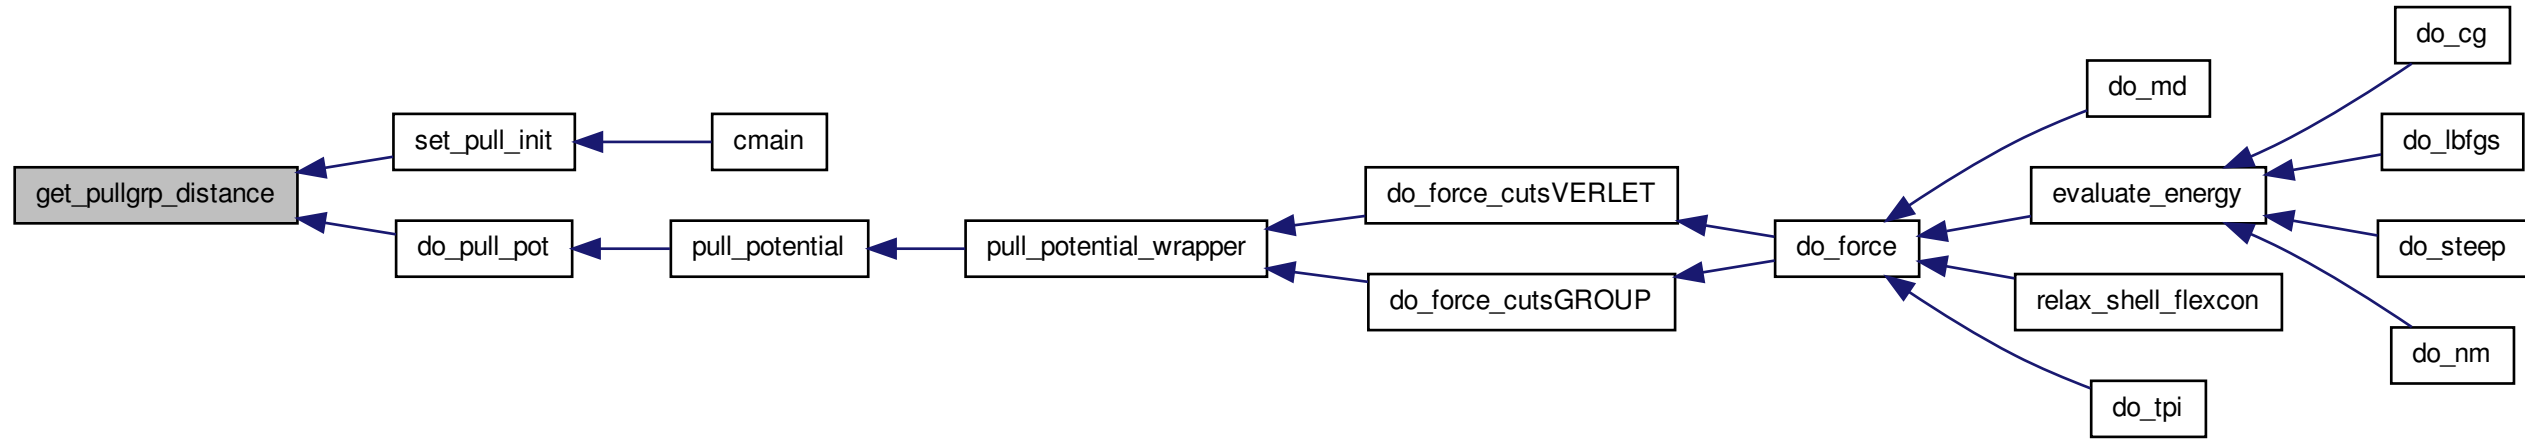 get_pullgrp_distance
set_pull_init
cmain
do_pull_pot
pull_potential
pull_potential_wrapper
do_force_cutsVERLET
do_force_cutsGROUP
do_force
do_md
evaluate_energy
relax_shell_flexcon
do_tpi
do_cg
do_lbfgs
do_steep
do_nm